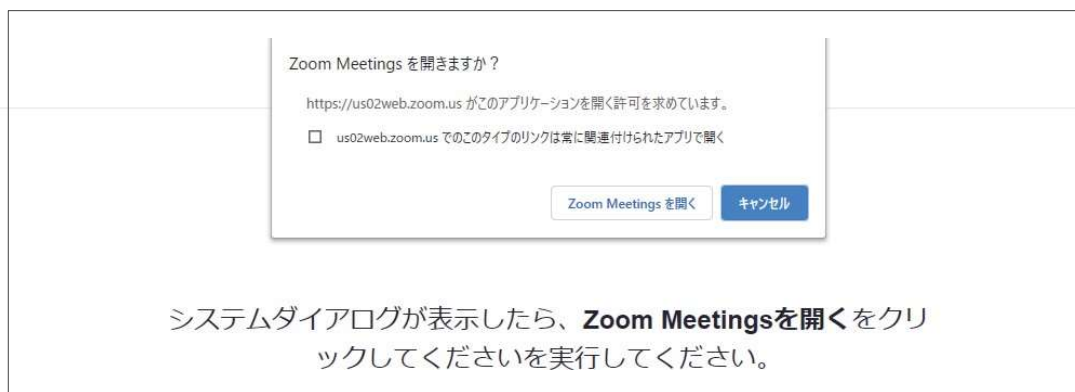 Zoom Meetings を開きますか？
https://us02web.zoom.us がこのアプリケーションを開く許可を求めています。
us02web.zoom.us でのこのタイプのリンクは常に関連付けられたアプリで開く
Zoom Meetings を開く キャンセル
システムダイアログが表示したら、Zoom Meetingsを開くをクリ
ックしてくださいを実行してください。